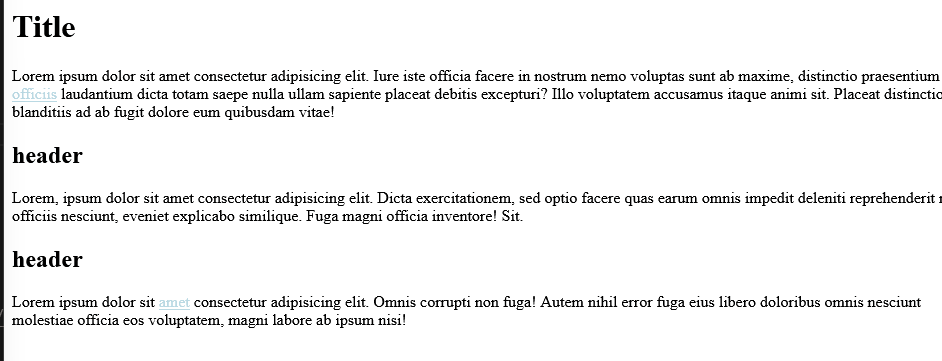 Title
Lorem ipsum dolor sit amet consectetur adipisicing elit. Iure iste officia facere in nostrum nemo voluptas sunt ab maxime, distinctio praesentium
officiis laudantium dicta totam saepe nulla ullam sapiente placeat debitis excepturi? Illo voluptatem accusamus itaque animi sit. Placeat distinctio
blanditiis ad ab fugit dolore eum quibusdam vitae!
header
Lorem, ipsum dolor sit amet consectetur adipisicing elit. Dicta exercitationem, sed optio facere quas earum omnis impedit deleniti reprehenderit
officiis nesciunt, eveniet explicabo similique. Fuga magni officia inventore! Sit.
header
Lorem ipsum dolor sit amet consectetur adipisicing elit. Omnis corrupti non fuga! Autem nihil error fuga eius libero doloribus omnis nesciunt
molestiae officia eos voluptatem, magni labore ab ipsum nisi!